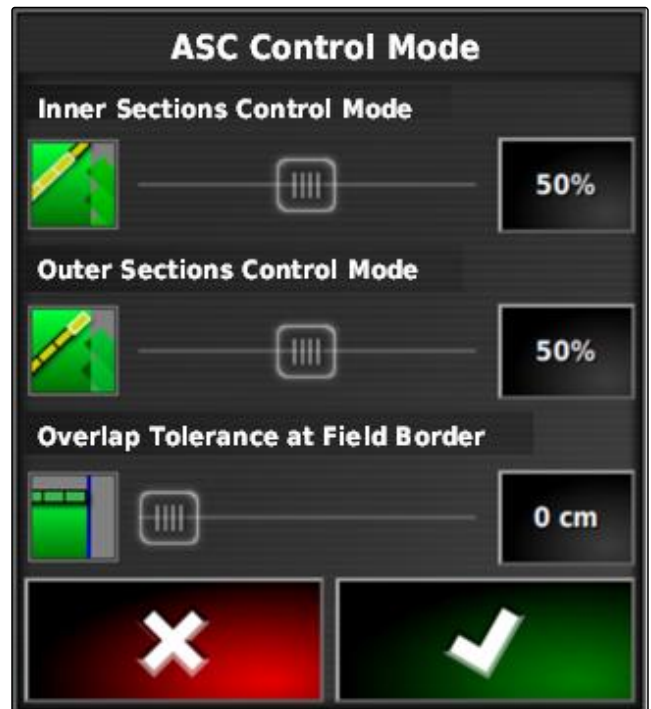 ASC Control Mode
Inner Sections Control Mode
50%
Outer Sections Control Mode
50%
Overlap Tolerance at Field Border
0 cm